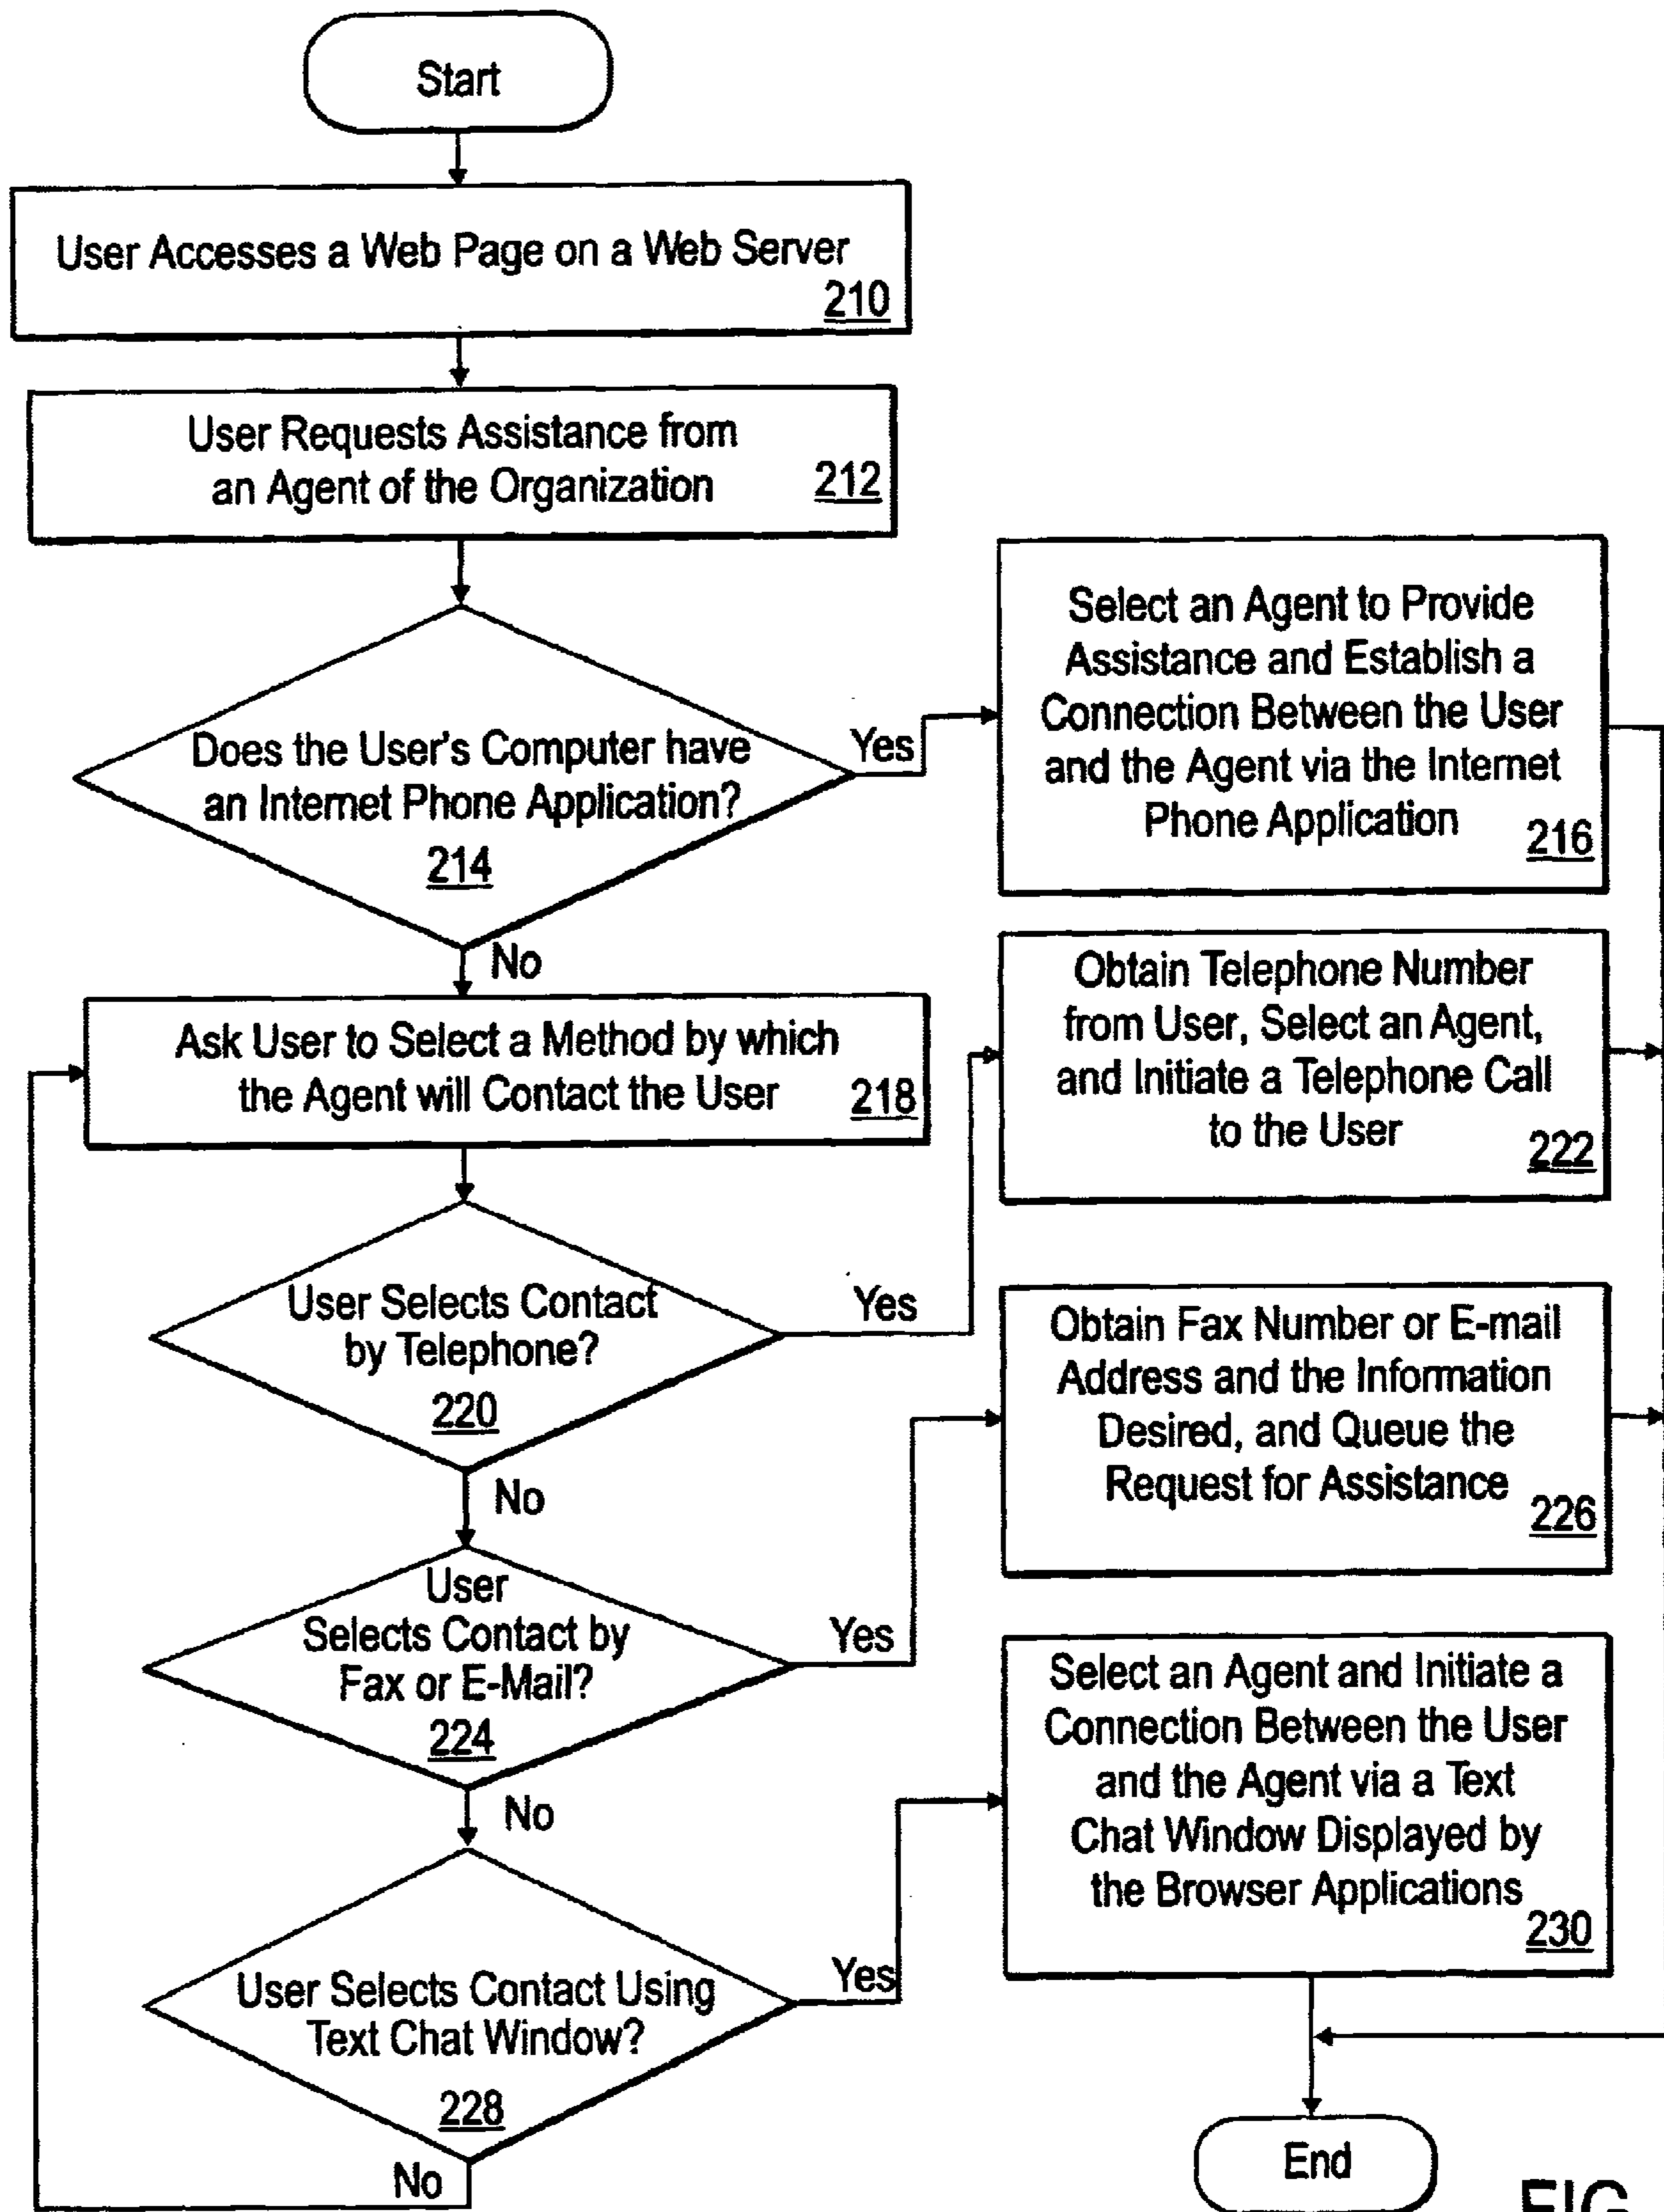 Start
User Accesses a Web Page on a Web Server
210
User Requests Assistance from
an Agent of the Organization
212
Does the User's Computer have
an Internet Phone Application?
214
Yes
No
Select an Agent to Provide
Assistance and Establish a
Connection Between the User
and the Agent via the Internet
Phone Application
216
Ask User to Select a Method by which
the Agent will Contact the User
218
User Selects Contact
by Telephone?
220
Yes
No
Obtain Telephone Number
from User, Select an Agent,
and Initiate a Telephone Call
to the User
222
User
Selects Contact by
Fax or E-Mail?
224
Yes
No
Obtain Fax Number or E-mail
Address and the Information
Desired, and Queue the
Request for Assistance
226
User Selects Contact Using
Text Chat Window?
228
Yes
No
Select an Agent and Initiate a
Connection Between the User
and the Agent via a Text
Chat Window Displayed by
the Browser Applications
230
End
FIG